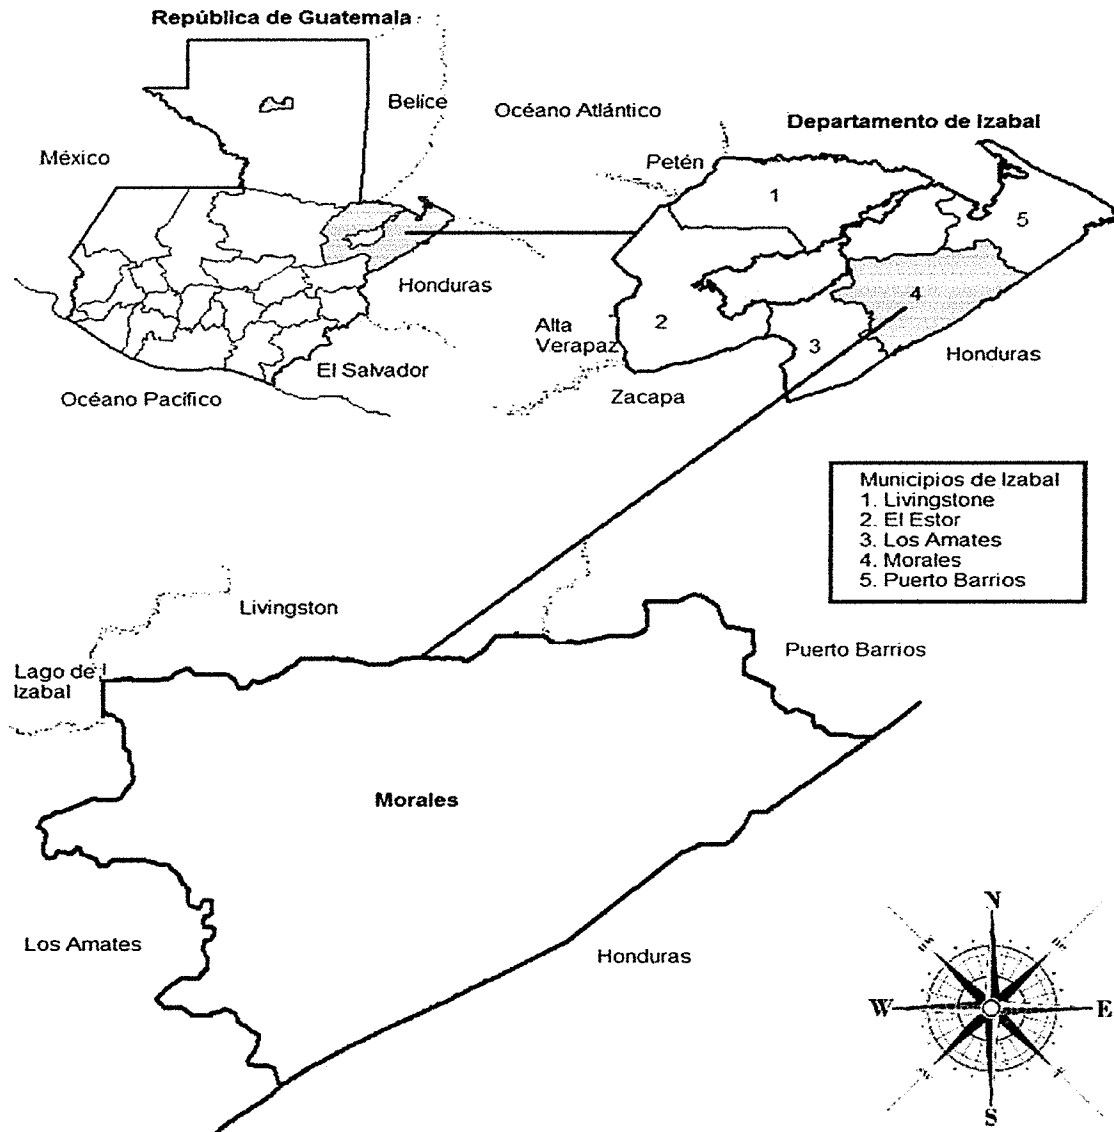 República de Guatemala
Belice
Océano Atlántico
México
Honduras
El Salvador
Océano Pacífico
Departamento de Izabal
Petén
1
5
2
4
3
Alta
Verapaz
Honduras
Zacapa
Municipios de Izabal
1. Livingstone
2. El Estor
3. Los Amates
4. Morales
5. Puerto Barrios
Livingston
Lago de
Izabal
Puerto Barrios
Morales
Los Amates
Honduras
N
W
E
S